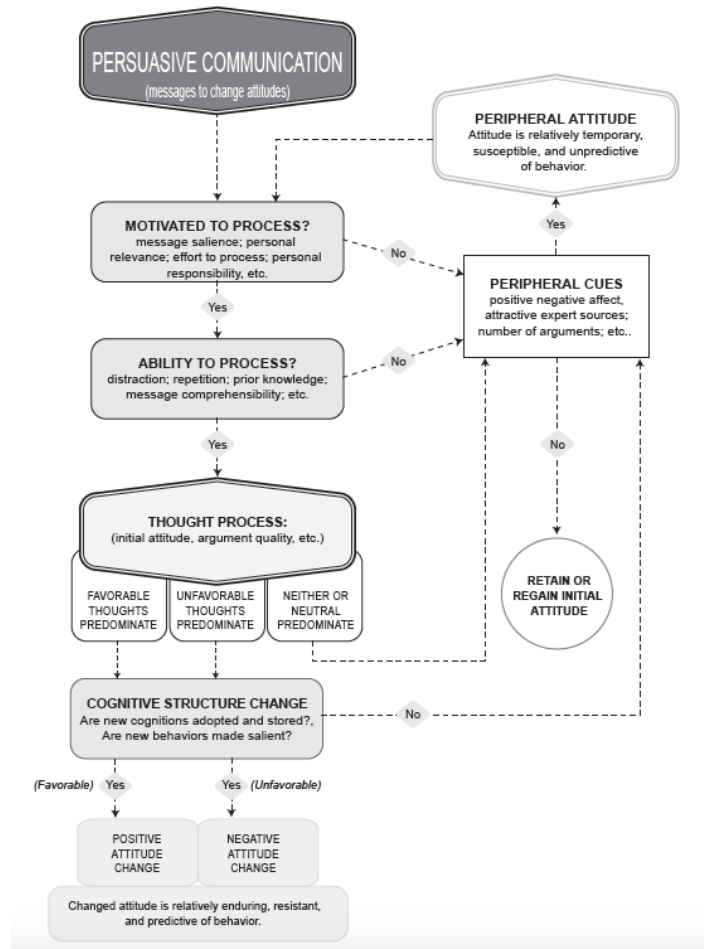 PERSUASIVE COMMUNICATION
(messages to change attitudes)
PERIPHERAL ATTITUDE
Attitude is relatively temporary,
susceptible, and unpredictive
of behavior.
MOTIVATED TO PROCESS?
message salience; personal
relevance; effort to process; personal
responsibility, etc.
No
Yes
Yes
PERIPHERAL CUES
positive negative affect,
attractive expert sources;
number of arguments; etc..
ABILITY TO PROCESS?
distraction; repetition; prior knowledge;
message comprehensibility; etc.
No
Yes
No
THOUGHT PROCESS:
(initial attitude, argument quality, etc.)
FAVORABLE
THOUGHTS
PREDOMINATE
UNFAVORABLE
THOUGHTS
PREDOMINATE
NEITHER OR
NEUTRAL
PREDOMINATE
RETAIN OR
REGAIN INITIAL
ATTITUDE
COGNITIVE STRUCTURE CHANGE
Are new cognitions adopted and stored?,
Are new behaviors made salient?
No
(Favorable) Yes
Yes (Unfavorable)
POSITIVE
ATTITUDE
CHANGE
NEGATIVE
ATTITUDE
CHANGE
Changed attitude is relatively enduring, resistant,
and predictive of behavior.